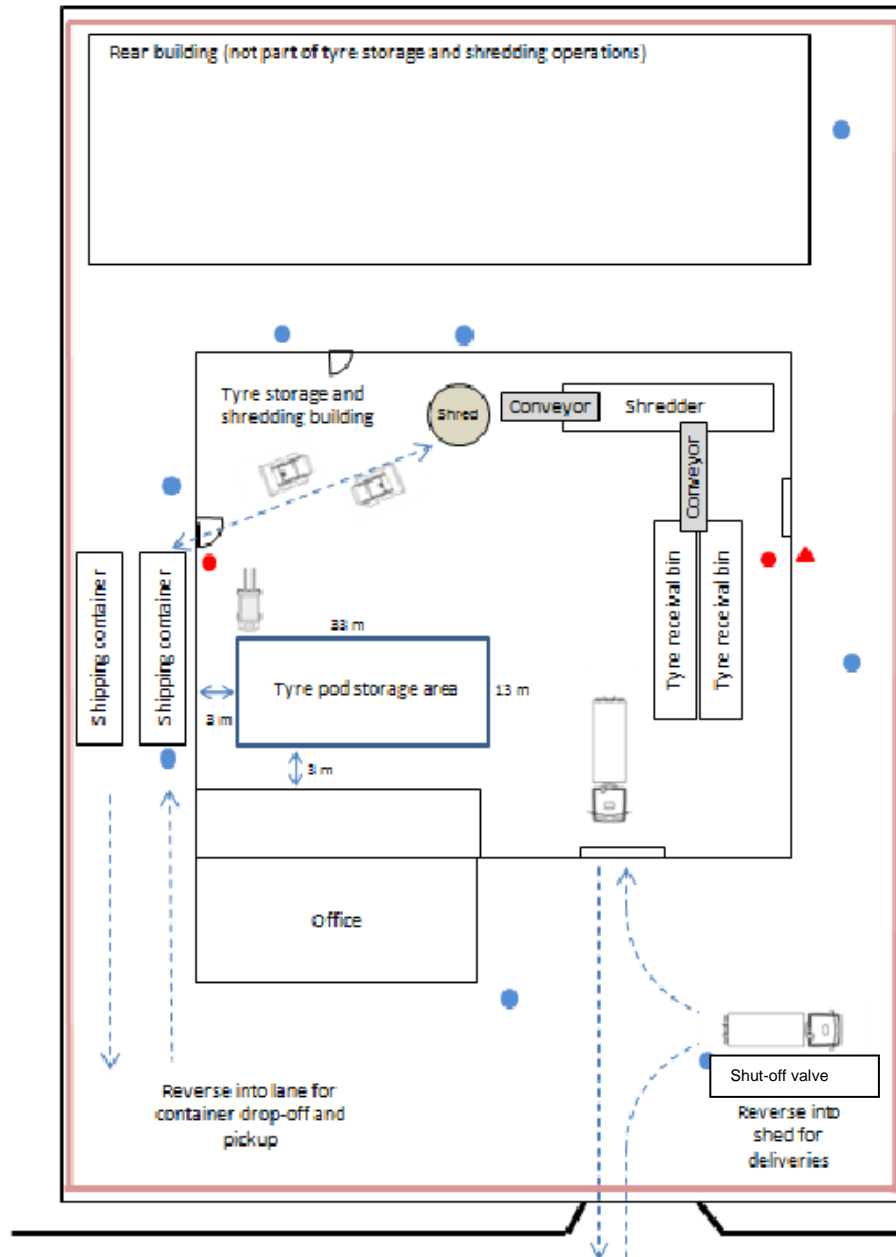 Rear building (not part of tyre storage and shredding operations)
Tyre storage and
shredding building
Shred
Conveyor
Shredder
Conveyor
Tyre receival bin
Tyre receival bin
Shipping container
Shipping container
33 m
Tyre pod storage area
13 m
3 m
3 m
Office
Shut-off valve
Reverse into lane for
container drop-off and
pickup
Reverse into
shed for
deliveries